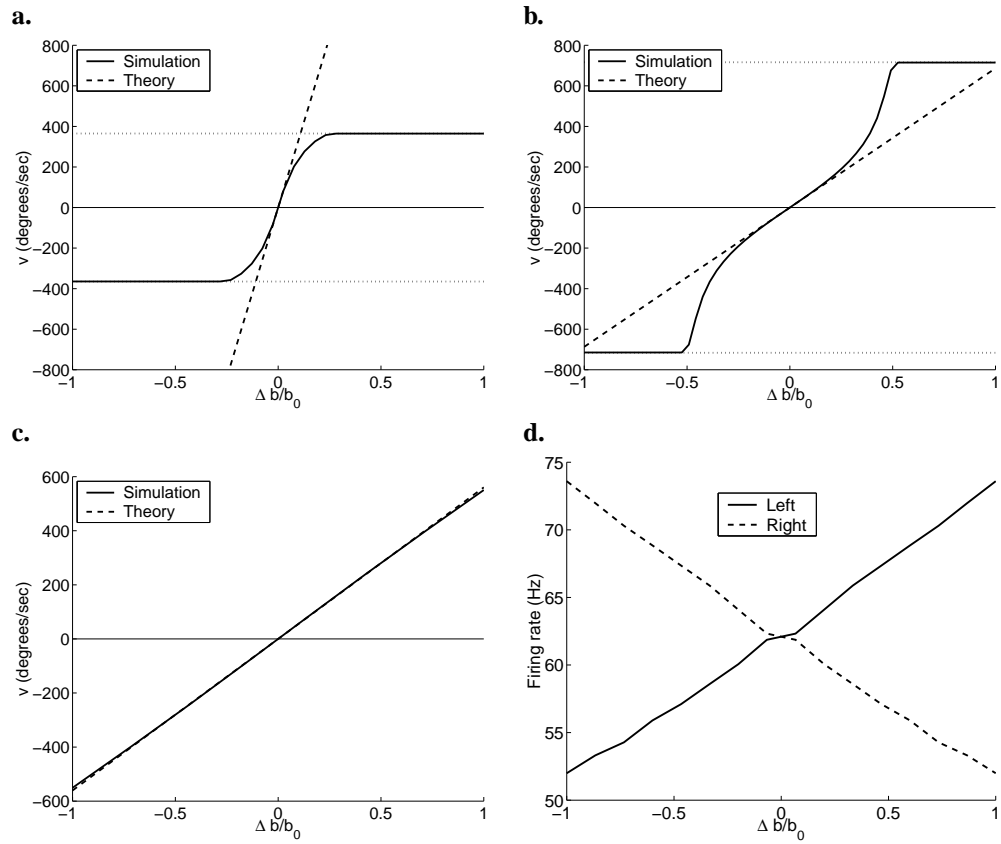 a.
Simulation
Theory
800
600
400
200
0
−200
−400
−600
−800
v (degrees/sec)
−1
−0.5
0
0.5
1
Δ b/b0
b.
Simulation
Theory
800
600
400
200
0
−200
−400
−600
−800
v (degrees/sec)
−1
−0.5
0
0.5
1
Δ b/b0
c.
Simulation
Theory
600
400
200
0
−200
−400
−600
v (degrees/sec)
−1
−0.5
0
0.5
1
Δ b/b0
d.
Left
Right
75
70
65
60
55
50
Firing rate (Hz)
−1
−0.5
0
0.5
1
Δ b/b0